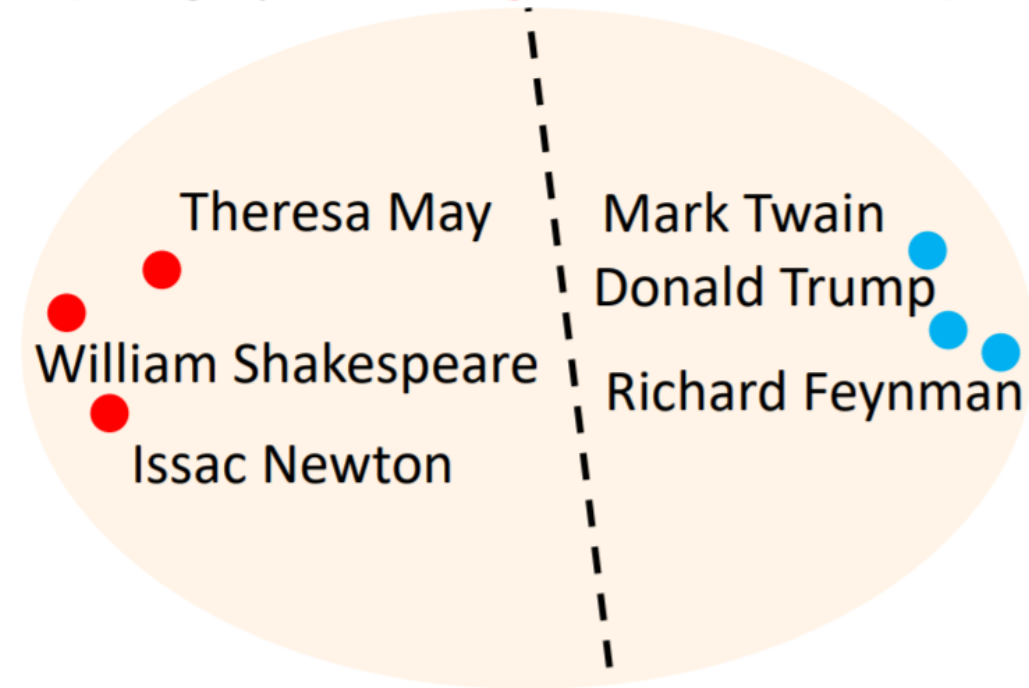 Theresa May
William Shakespeare
Issac Newton
Mark Twain
Donald Trump
Richard Feynman